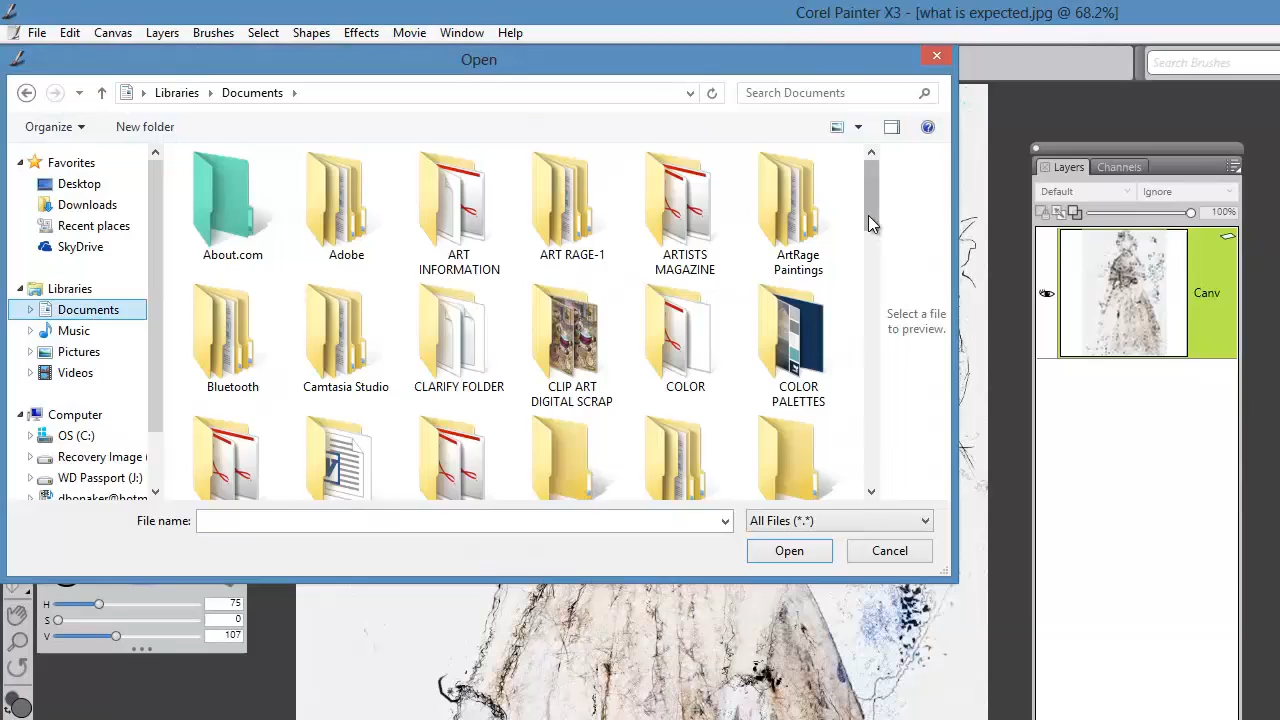 Corel Painter X3 - [what is expected.jpg @ 68.2%]
File Edit Canvas Layers Brushes Select Shapes Effects Movie Window Help
Open
Search Brushes
Libraries Documents
Search Documents
Organize New folder
Favorites
Desktop
Downloads
Recent places
SkyDrive
Libraries
Documents
Music
Pictures
Videos
Computer
OS (C:)
Recovery Image (
WD Passport (J:)
dbonaker@hotm
About.com
Adobe
ART
INFORMATION
ART RAGE-1
ARTISTS
MAGAZINE
ArtRage
Paintings
Bluetooth
Camtasia Studio
CLARIFY FOLDER
CLIP ART
DIGITAL SCRAP
COLOR
COLOR
PALETTES
Select a file
to preview.
File name:
All Files (*.*)
Open Cancel
Layers Channels
Default Ignore
100%
Canv
H 75
S 0
V 107